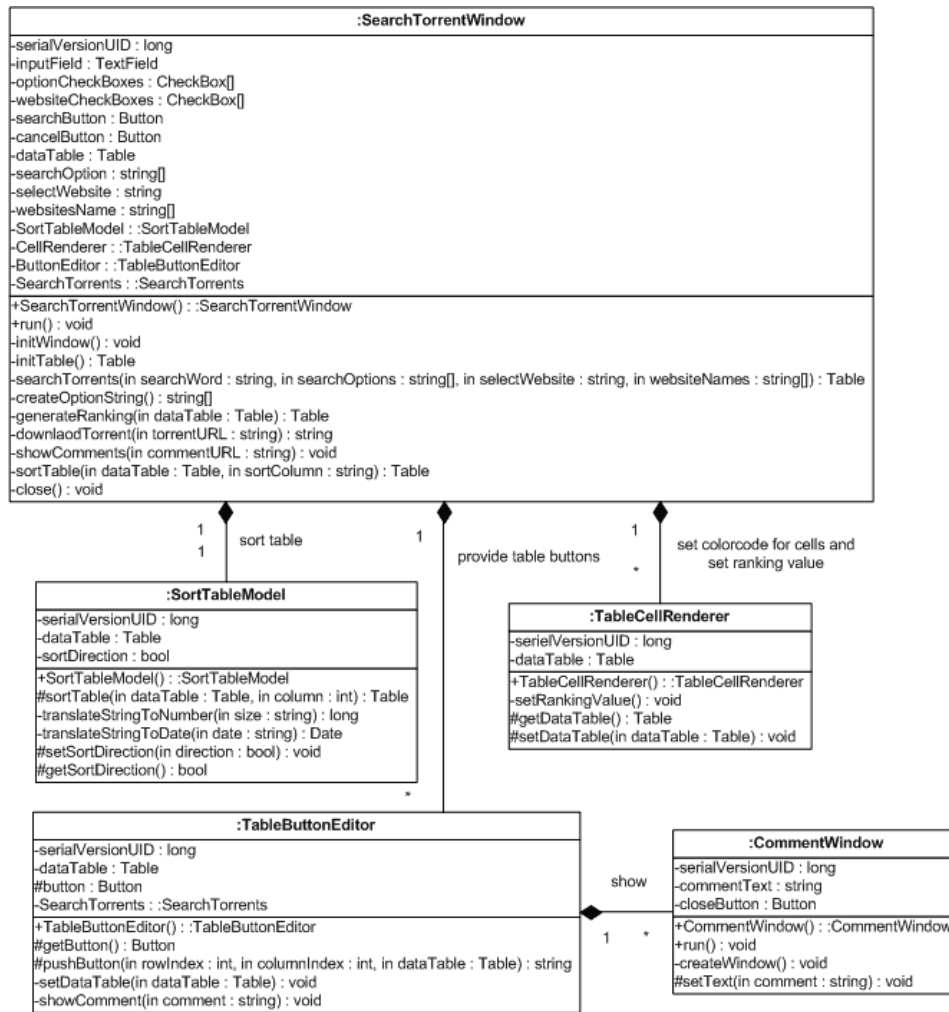 :SearchTorrentWindow
-serialVersionUID : long
-inputField : TextField
-optionCheckBoxes : CheckBox[]
-websiteCheckBoxes : CheckBox[]
-searchButton : Button
-cancelButton : Button
-dataTable : Table
-searchOption : string[]
-selectWebsite : string
-websitesName : string[]
-SortTableModel : :SortTableModel
-CellRenderer : :TableCellRenderer
-ButtonEditor : :TableButtonEditor
-SearchTorrents : :SearchTorrents
+SearchTorrentWindow() : :SearchTorrentWindow
+run() : void
-initWindow() : void
-initTable() : Table
-searchTorrents(in searchWord : string, in searchOptions : string[], in selectWebsite : string, in websiteNames : string[]) : Table
-createOptionString() : string[]
-generateRanking(in dataTable : Table) : Table
-downlaodTorrent(in torrentURL : string) : string
-showComments(in commentURL : string) : void
-sortTable(in dataTable : Table, in sortColumn : string) : Table
-close() : void
1
1
sort table
1
provide table buttons
*
1
*
set colorcode for cells and
set ranking value
:SortTableModel
-serialVersionUID : long
-dataTable : Table
-sortDirection : bool
+SortTableModel() : :SortTableModel
#sortTable(in dataTable : Table, in column : int) : Table
-translateStringToNumber(in size : string) : long
-translateStringToDate(in date : string) : Date
#setSortDirection(in direction : bool) : void
#getSortDirection() : bool
:TableCellRenderer
-serielVersionUID : long
-dataTable : Table
+TableCellRenderer() : :TableCellRenderer
-setRankingValue() : void
#getDataTable() : Table
#setDataTable(in dataTable : Table) : void
:TableButtonEditor
-serialVersionUID : long
-dataTable : Table
#button : Button
-SearchTorrents : :SearchTorrents
+TableButtonEditor() : :TableButtonEditor
#getButton() : Button
#pushButton(in rowIndex : int, in columnIndex : int, in dataTable : Table) : string
-setDataTable(in dataTable : Table) : void
-showComment(in comment : string) : void
show
1 *
:CommentWindow
-serialVersionUID : long
-commentText : string
-closeButton : Button
+CommentWindow() : :CommentWindow
+run() : void
-createWindow() : void
#setText(in comment : string) : void